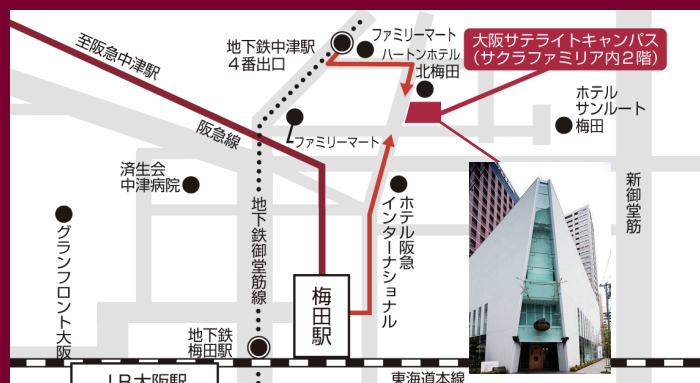 ファミリーマート
地下鉄中津駅
4番出口
ハートンホテル
北梅田
大阪サテライトキャンパス
(サクラファミリア内2階)
至阪急中津駅
ホテル
サンルート
梅田
阪急線
ファミリーマート
済生会
中津病院
新御堂筋
地下鉄御堂筋線
ホテル阪急
インターナショナル
グランフロント大阪
梅田駅
地下鉄
梅田駅
JR大阪駅
東海道本線